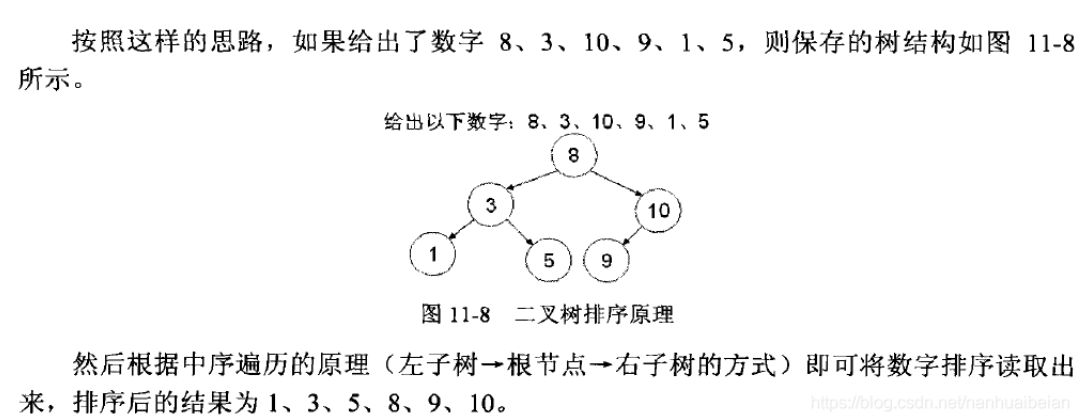 按照这样的思路，如果给出了数字 8、3、10、9、1、5，则保存的树结构如图 11-8
所示。
给出以下数字：8、3、10、9、1、5
8
3
10
1
5
9
图 11-8 二叉树排序原理
然后根据中序遍历的原理（左子树→根节点→右子树的方式）即可将数字排序读取出
来，排序后的结果为 1、3、5、8、9、10。
https://blog.csdn.net/nanhuaibeian